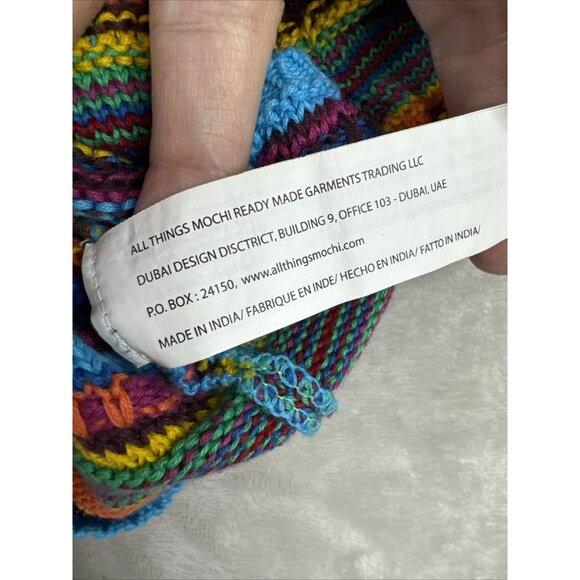 ALL THINGS MOCHI READY MADE GARMENTS TRADING LLC
DUBAI DESIGN DISCTRICT, BUILDING 9, OFFICE 103 - DUBAI, UAE
P.O. BOX : 24150, www.allthingsmochi.com
MADE IN INDIA/ FABRIQUE EN INDE/ HECHO EN INDIA/ FATTO IN INDIA/